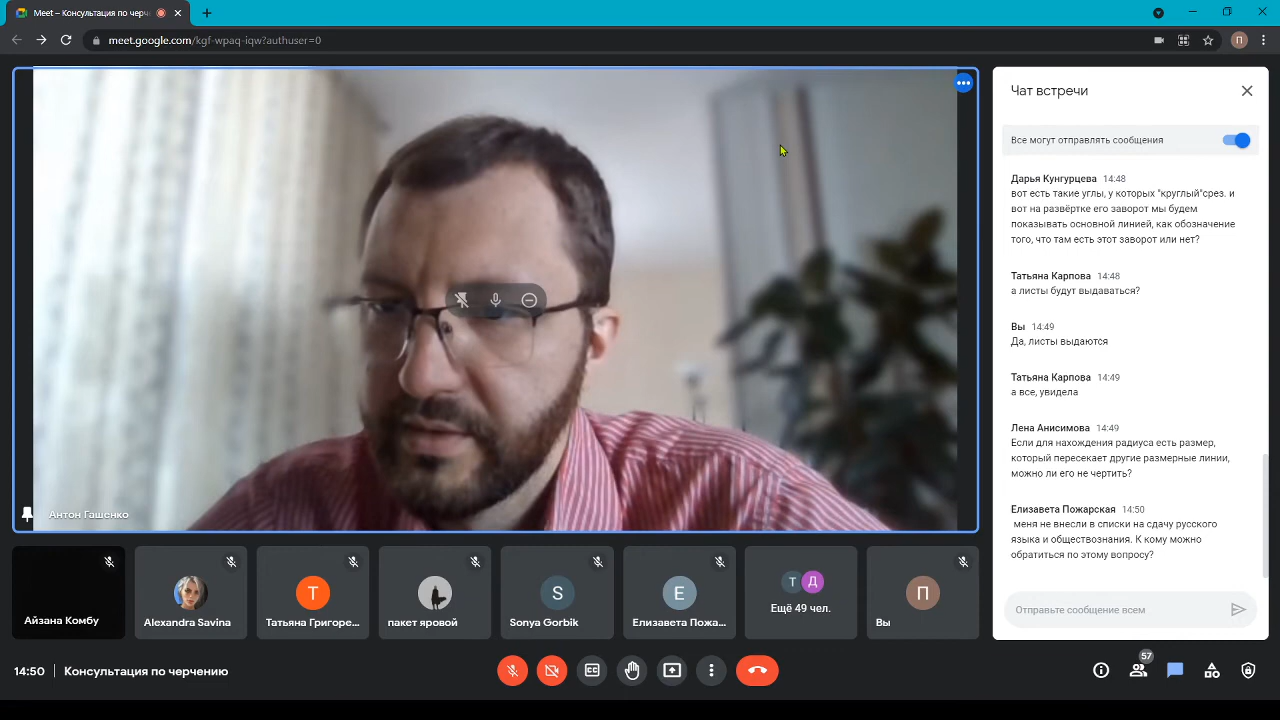 Meet – Консультация по черч
meet.google.com/kgf-wpaq-iqw?authuser=0
П
Антон Гашенко
Айзана Комбу
Alexandra Savina
Т
Татьяна Григоре...
пакет яровой
S
Sonya Gorbik
Е
Елизавета Пожа...
Т Д
Ещё 49 чел.
П
Вы
14:50 Консультация по черчению
57
Чат встречи
Все могут отправлять сообщения
Дарья Кунгурцева 14:48
вот есть такие углы, у которых "круглый"срез. и
вот на развёртке его заворот мы будем
показывать основной линией, как обозначение
того, что там есть этот заворот или нет?
Татьяна Карпова 14:48
а листы будут выдаваться?
Вы 14:49
Да, листы выдаются
Татьяна Карпова 14:49
а все, увидела
Лена Анисимова 14:49
Если для нахождения радиуса есть размер,
который пересекает другие размерные линии,
можно ли его не чертить?
Елизавета Пожарская 14:50
меня не внесли в списки на сдачу русского
языка и обществознания. К кому можно
обратиться по этому вопросу?
Отправьте сообщение всем